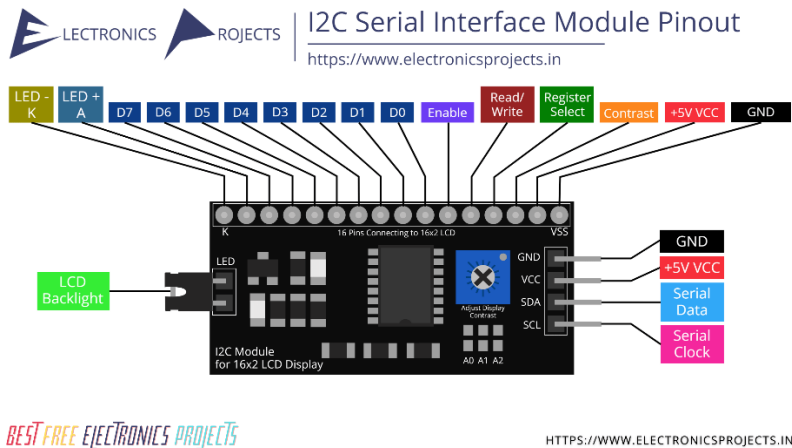 ELECTRONICS PROJECTS
I2C Serial Interface Module Pinout
https://www.electronicsprojects.in
LED -
K
LED +
A
D7
D6
D5
D4
D3
D2
D1
D0
Enable
Read/
Write
Register
Select
Contrast
+5V VCC
GND
K
16 Pins Connecting to 16x2 LCD
VSS
LED
LCD
Backlight
Adjust Display
Contrast
GND
VCC
SDA
SCL
GND
+5V VCC
Serial
Data
Serial
Clock
I2C Module
for 16x2 LCD Display
A0 A1 A2
BEST FREE ELECTRONICS PROJECTS
HTTPS://WWW.ELECTRONICSPROJECTS.IN